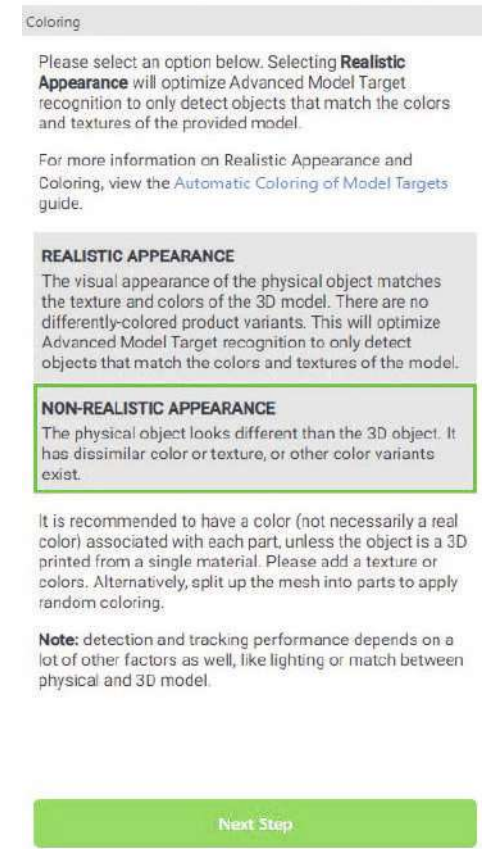 Coloring
Please select an option below. Selecting Realistic
Appearance will optimize Advanced Model Target
recognition to only detect objects that match the colors
and textures of the provided model.
For more information on Realistic Appearance and
Coloring, view the Automatic Coloring of Model Targets
guide.
REALISTIC APPEARANCE
The visual appearance of the physical object matches
the texture and colors of the 3D model. There are no
differently-colored product variants. This will optimize
Advanced Model Target recognition to only detect
objects that match the colors and textures of the model.
NON-REALISTIC APPEARANCE
The physical object looks different than the 3D object. It
has dissimilar color or texture, or other color variants
exist.
It is recommended to have a color (not necessarily a real
color) associated with each part, unless the object is a 3D
printed from a single material. Please add a texture or
colors. Alternatively, split up the mesh into parts to apply
random coloring.
Note: detection and tracking performance depends on a
lot of other factors as well, like lighting or match between
physical and 3D model.
Next Step